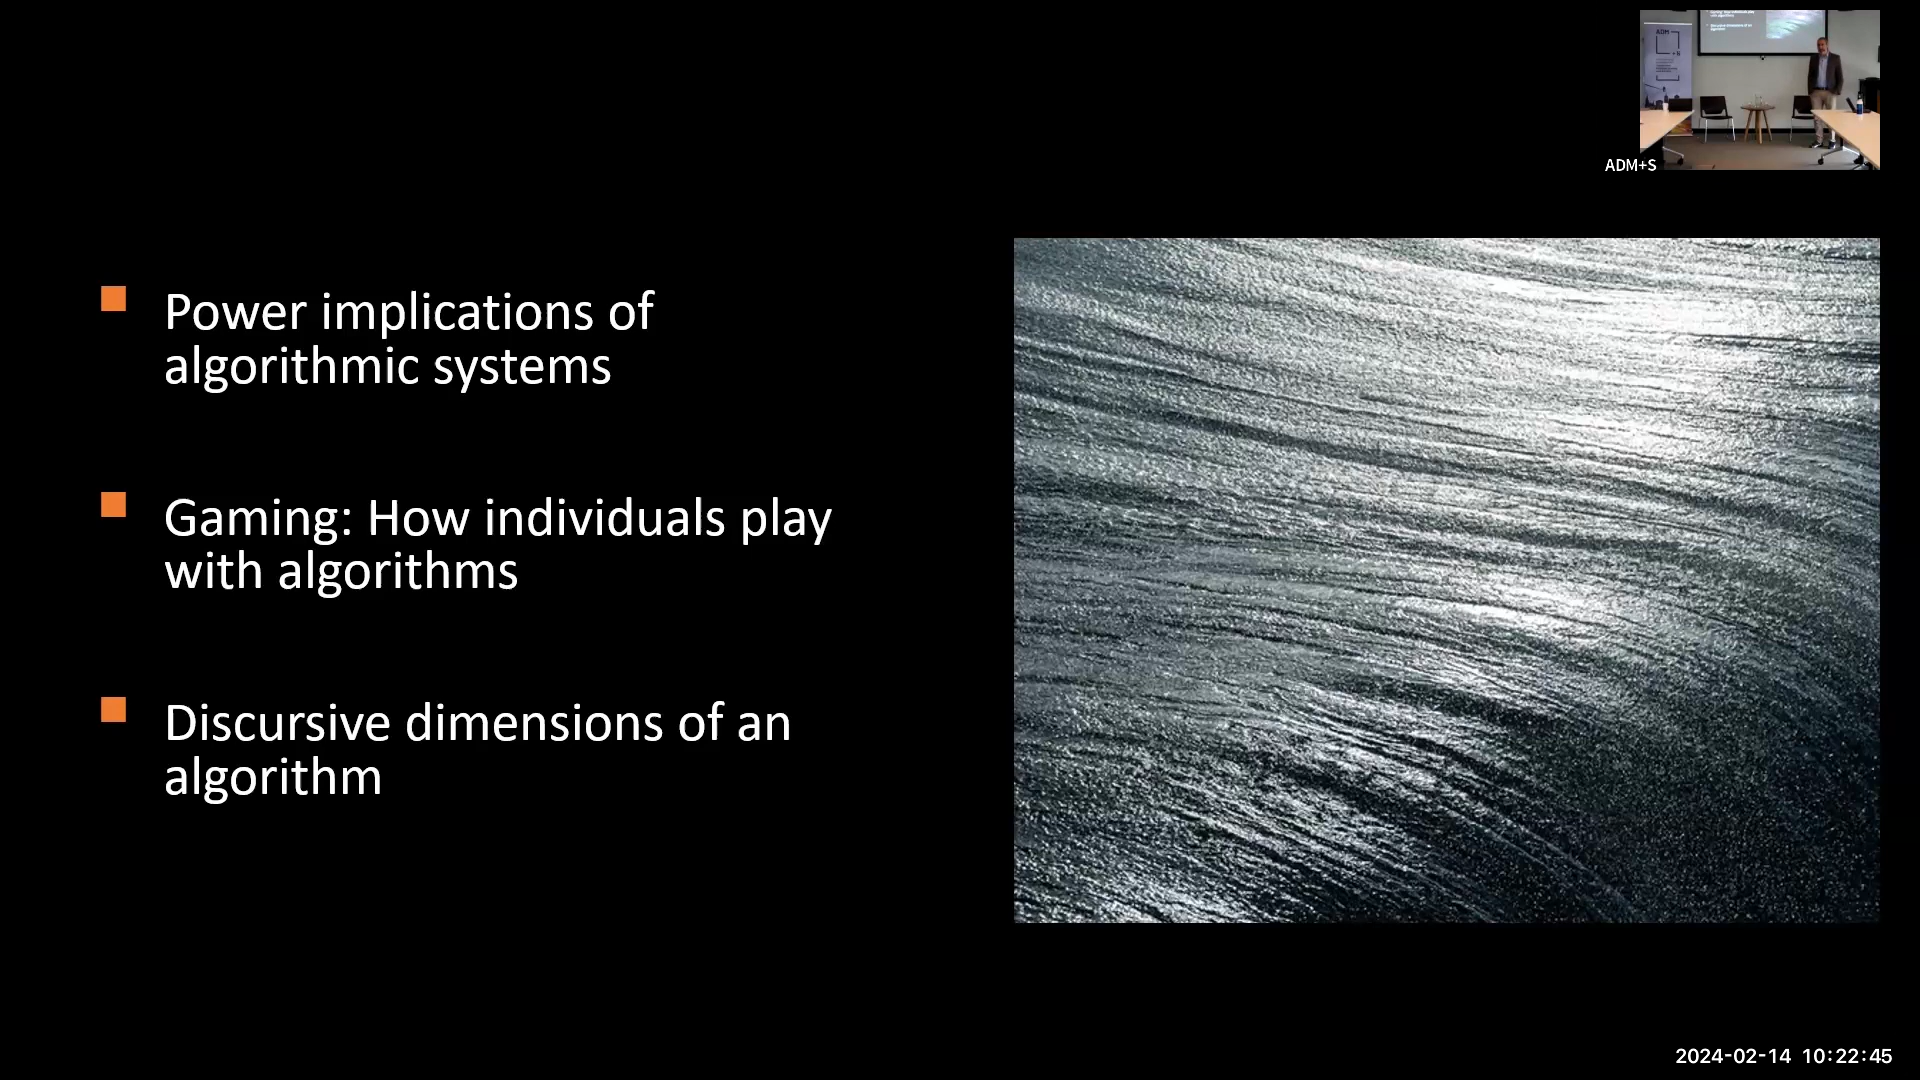 ADM+S
Power implications of
algorithmic systems
Gaming: How individuals play
with algorithms
Discursive dimensions of an
algorithm
2024-02-14 10:22:45